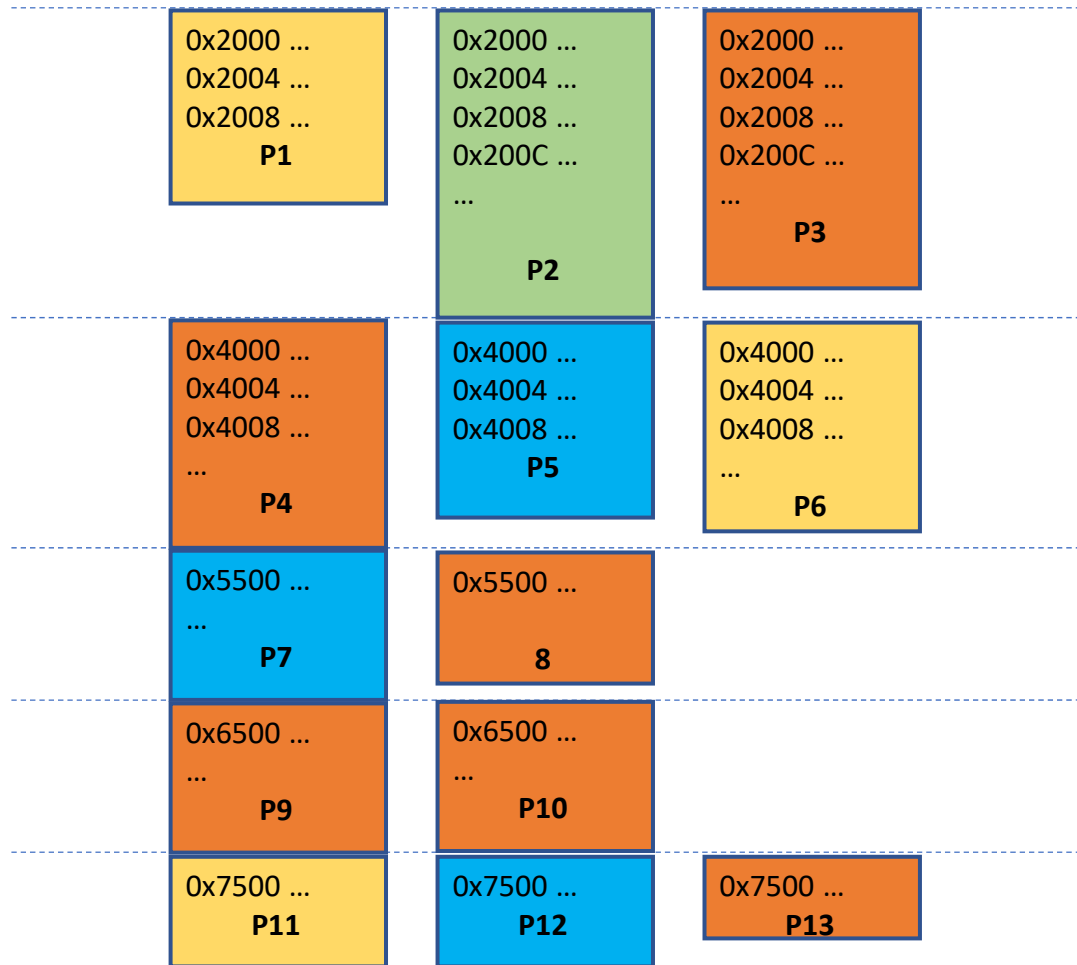 0x2000 ...
0x2004 ...
0x2008 ...
P1
0x2000 ...
0x2004 ...
0x2008 ...
0x200C ...
...
P2
0x2000 ...
0x2004 ...
0x2008 ...
0x200C ...
...
P3
0x4000 ...
0x4004 ...
0x4008 ...
...
P4
0x4000 ...
0x4004 ...
0x4008 ...
P5
0x4000 ...
0x4004 ...
0x4008 ...
...
P6
0x5500 ...
...
P7
0x5500 ...
8
0x6500 ...
...
P9
0x6500 ...
...
P10
0x7500 ...
P11
0x7500 ...
P12
0x7500 ...
P13